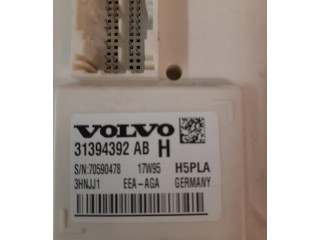 VOLVO
31394392 AB H
S/N:70590478 17W95 H5PLA
3HNJJ1 EEA-AGA GERMANY